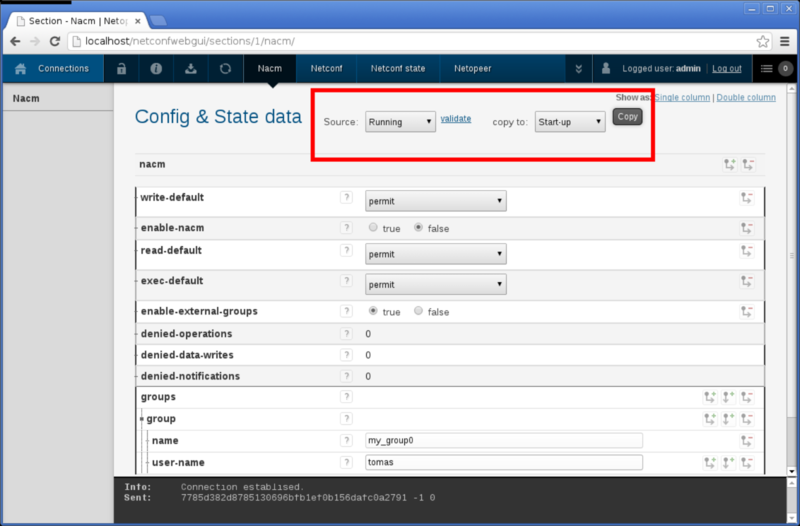 Section - Nacm | Netop
localhost/netconfwebgui/sections/1/nacm/
Connections Nacm Netconf Netconf state Netopeer Logged user: admin | Log out 0
Nacm
Show as: Single column | Double column
Config & State data Source: Running validate copy to: Start-up Copy
nacm
write-default ? permit
enable-nacm ? true false
read-default ? permit
exec-default ? permit
enable-external-groups ? true false
denied-operations ? 0
denied-data-writes ? 0
denied-notifications ? 0
groups ?
group ?
name ? my_group0
user-name ? tomas
Info: Connection establised.
Sent: 7785d382d8785130696bfb1ef0b156dafc0a2791 -1 0